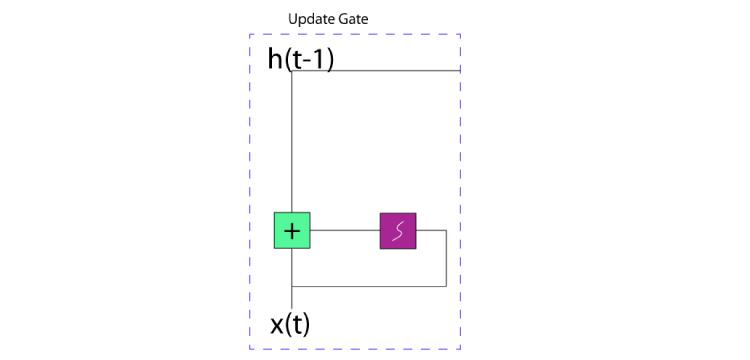 Update Gate
h(t-1)
+
x(t)